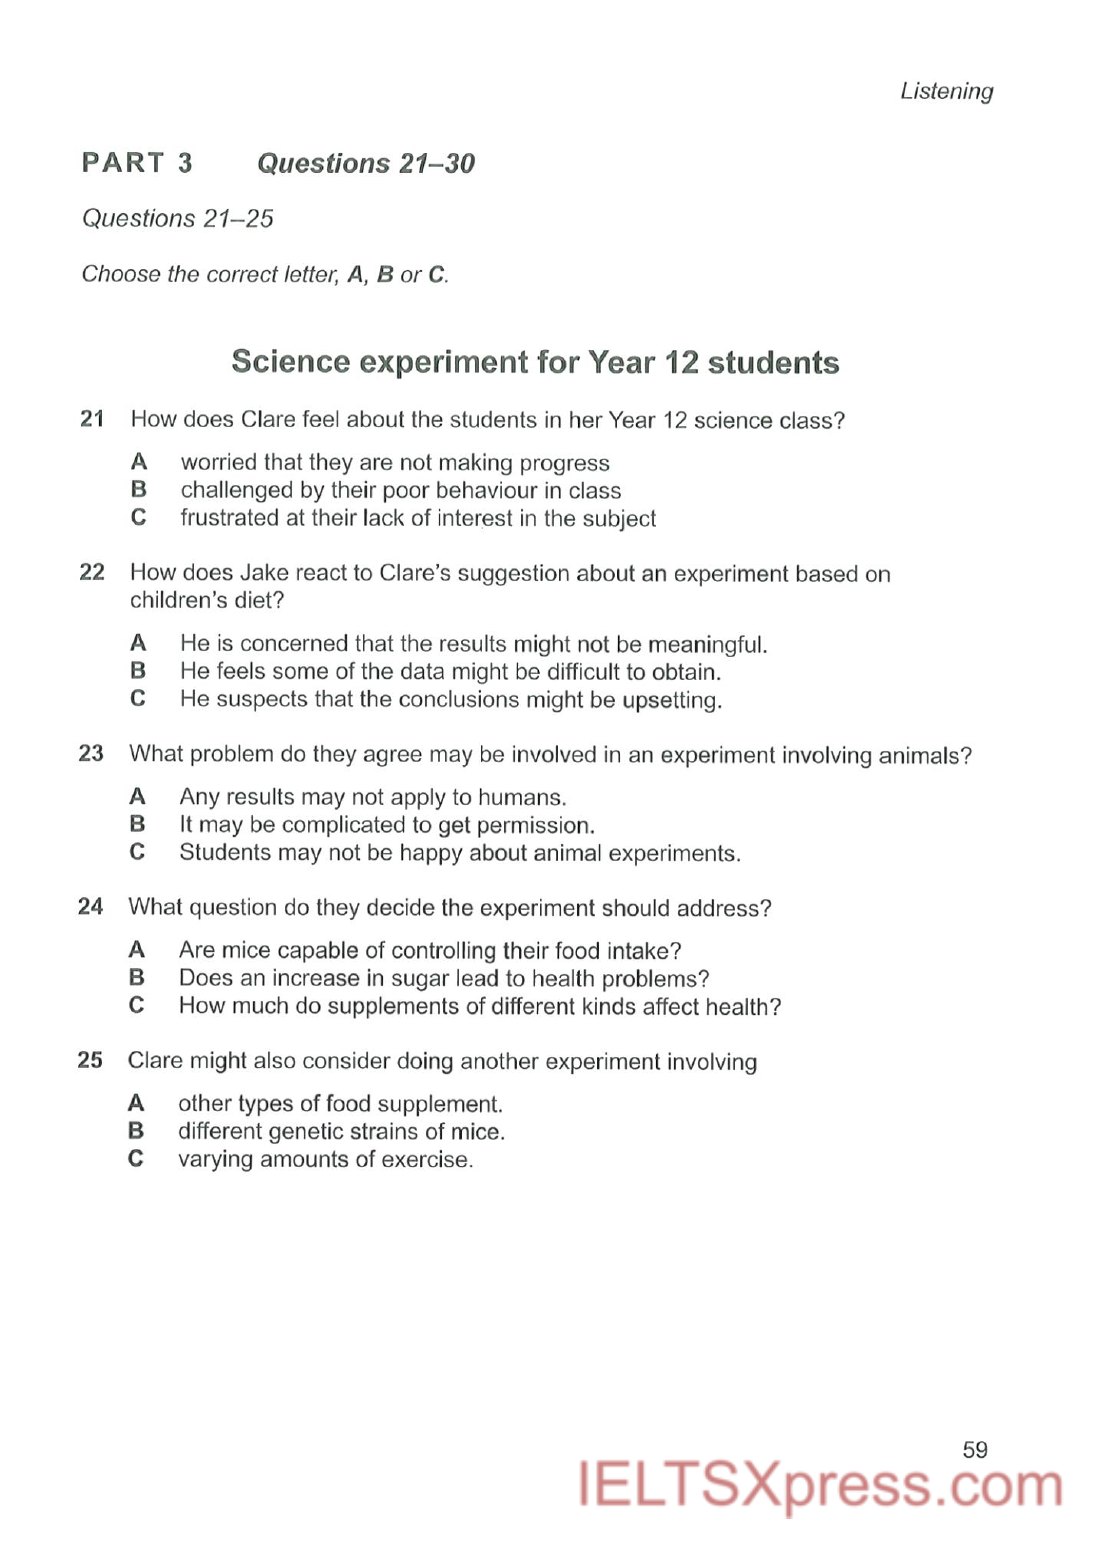 Listening
PART 3 Questions 21–30
Questions 21–25
Choose the correct letter, A, B or C.
Science experiment for Year 12 students
21 How does Clare feel about the students in her Year 12 science class?
A worried that they are not making progress
B challenged by their poor behaviour in class
C frustrated at their lack of interest in the subject
22 How does Jake react to Clare's suggestion about an experiment based on
children's diet?
A He is concerned that the results might not be meaningful.
B He feels some of the data might be difficult to obtain.
C He suspects that the conclusions might be upsetting.
23 What problem do they agree may be involved in an experiment involving animals?
A Any results may not apply to humans.
B It may be complicated to get permission.
C Students may not be happy about animal experiments.
24 What question do they decide the experiment should address?
A Are mice capable of controlling their food intake?
B Does an increase in sugar lead to health problems?
C How much do supplements of different kinds affect health?
25 Clare might also consider doing another experiment involving
A other types of food supplement.
B different genetic strains of mice.
C varying amounts of exercise.
59
IELTSXpress.com